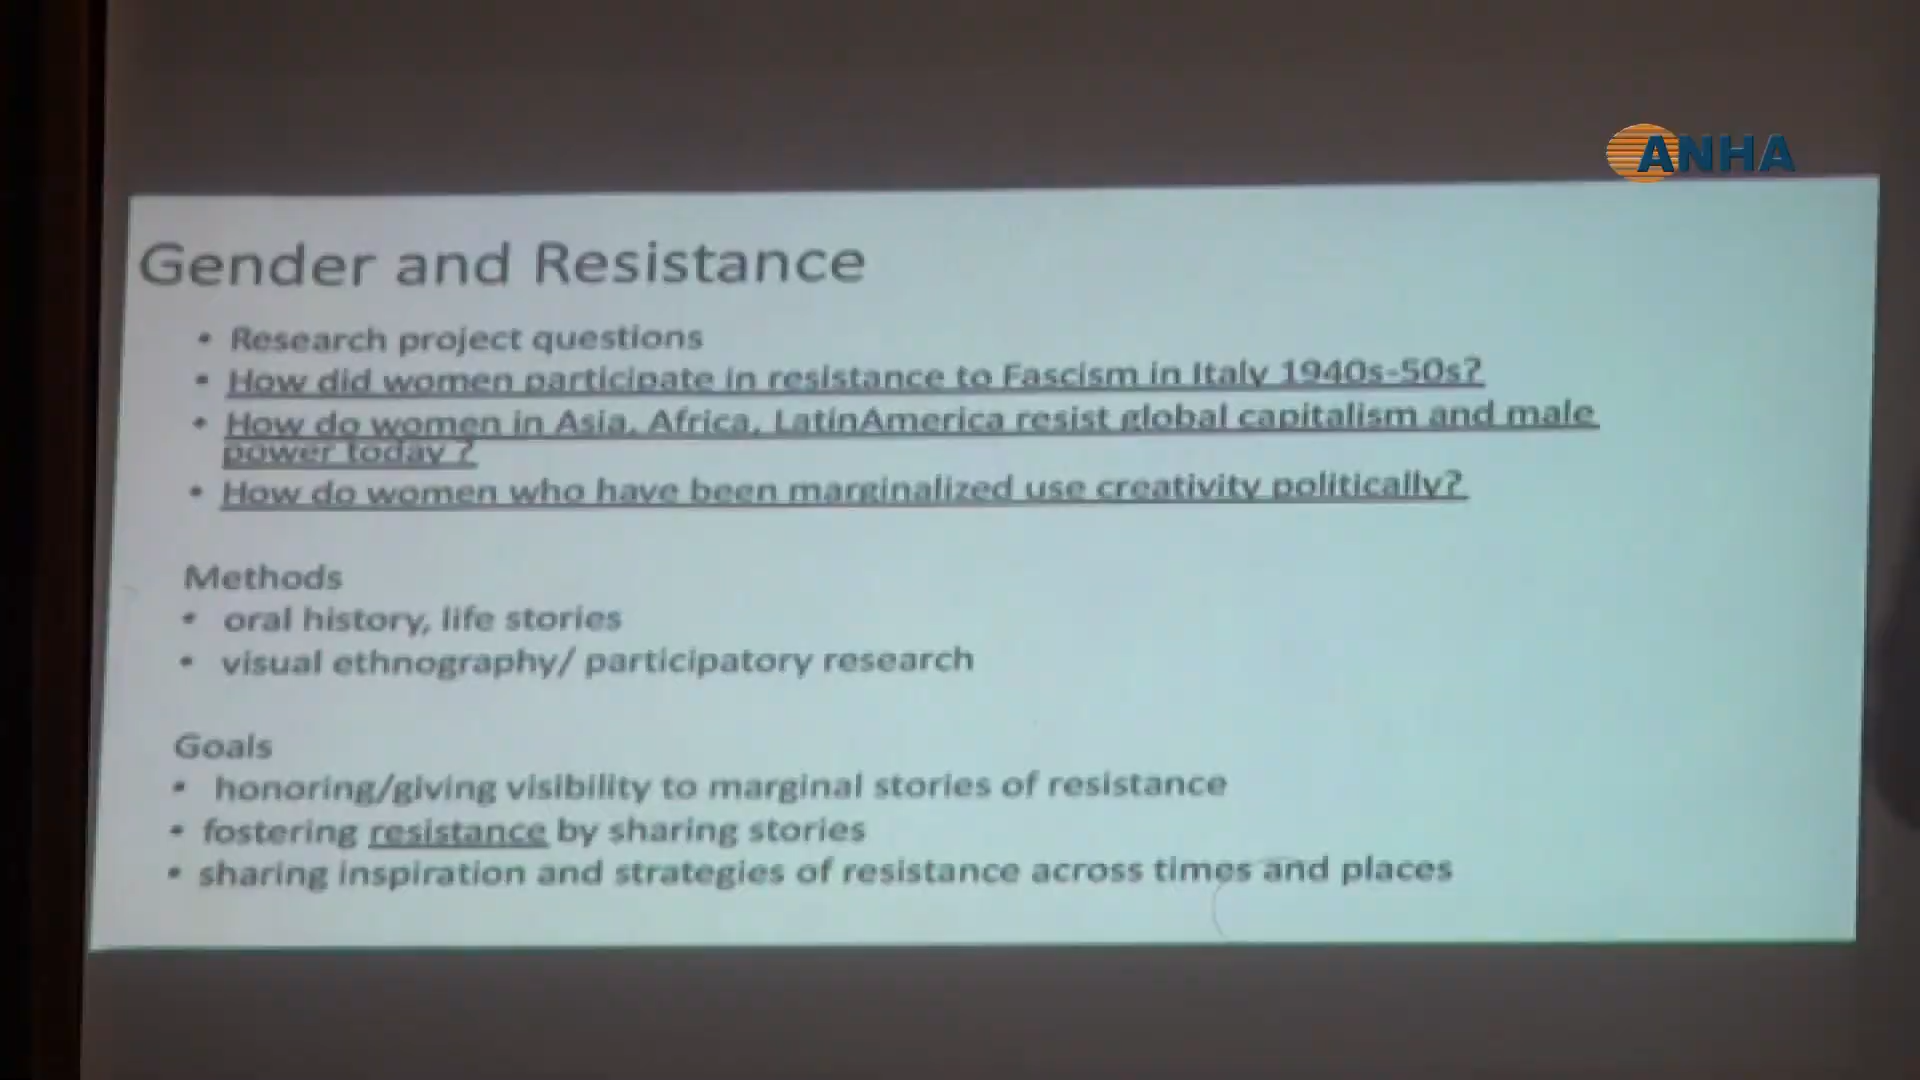 ANHA
Gender and Resistance
• Research project questions
• How did women participate in resistance to Fascism in Italy 1940s-50s?
• How do women in Asia, Africa, LatinAmerica resist global capitalism and male
power today ?
• How do women who have been marginalized use creativity politically?
Methods
• oral history, life stories
• visual ethnography/ participatory research
Goals
• honoring/giving visibility to marginal stories of resistance
• fostering resistance by sharing stories
• sharing inspiration and strategies of resistance across times and places